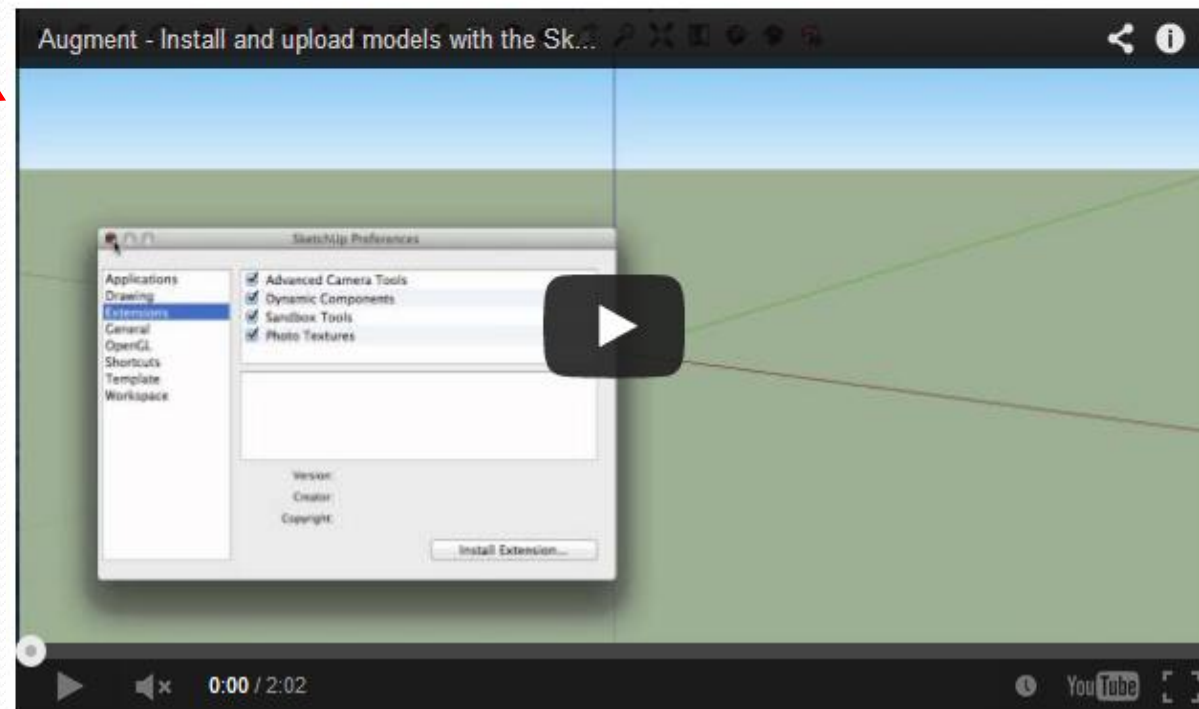 Augment - Install and upload models with the Sk...
SketchUp Preferences
Applications
Drawing
Extensions
General
OpenGL
Shortcuts
Template
Workspace
Advanced Camera Tools
Dynamic Components
Sandbox Tools
Photo Textures
Version:
Creator:
Copyright:
Install Extension...
0:00 / 2:02
YouTube